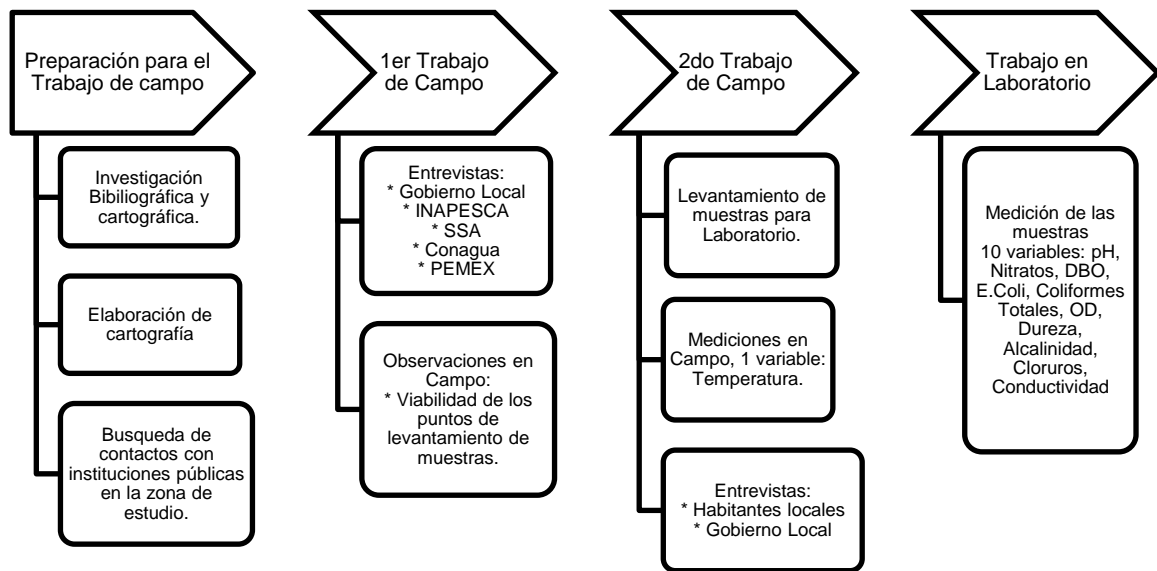 Preparación para el
Trabajo de campo
Investigación
Bibiliográfica y
cartográfica.
Elaboración de
cartografía
Busqueda de
contactos con
instituciones públicas
en la zona de
estudio.
1er Trabajo
de Campo
Entrevistas:
* Gobierno Local
* INAPESCA
* SSA
* Conagua
* PEMEX
Observaciones en
Campo:
* Viabilidad de los
puntos de
levantamiento de
muestras.
2do Trabajo
de Campo
Levantamiento de
muestras para
Laboratorio.
Mediciones en
Campo, 1 variable:
Temperatura.
Entrevistas:
* Habitantes locales
* Gobierno Local
Trabajo en
Laboratorio
Medición de las
muestras
10 variables: pH,
Nitratos, DBO,
E.Coli, Coliformes
Totales, OD,
Dureza,
Alcalinidad,
Cloruros,
Conductividad